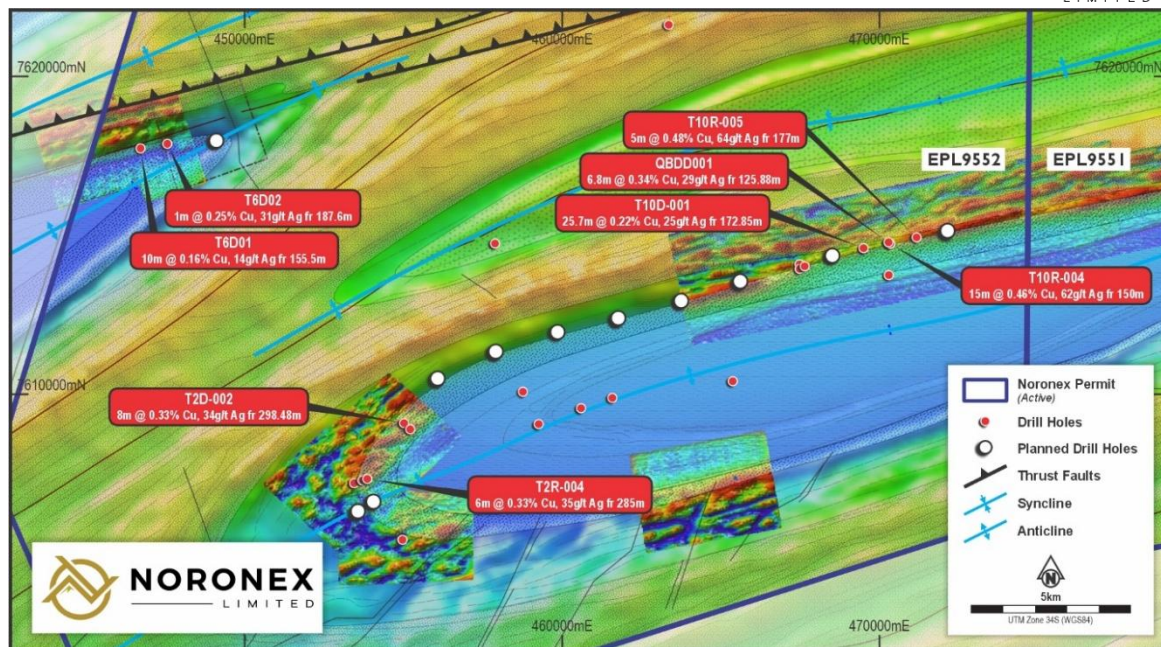 LIMITED
450000mE
460000mE
470000mE
7620000mN
7620000mN
T10R-005
5m @ 0.48% Cu, 64g/t Ag fr 177m
QBDD001
6.8m @ 0.34% Cu, 29g/t Ag fr 125.88m
T10D-001
25.7m @ 0.22% Cu, 25g/t Ag fr 172.85m
EPL9552
EPL9551
T6D02
1m @ 0.25% Cu, 31g/t Ag fr 187.6m
T6D01
10m @ 0.16% Cu, 14g/t Ag fr 155.5m
T10R-004
15m @ 0.46% Cu, 62g/t Ag fr 150m
7610000mN
7610000mN
T2D-002
8m @ 0.33% Cu, 34g/t Ag fr 298.48m
T2R-004
6m @ 0.33% Cu, 35g/t Ag fr 285m
Noronex Permit
(Active)
Drill Holes
Planned Drill Holes
Thrust Faults
Syncline
Anticline
N
5km
UTM Zone 34S (WGS84)
NORONEX
LIMITED
460000mE
470000mE